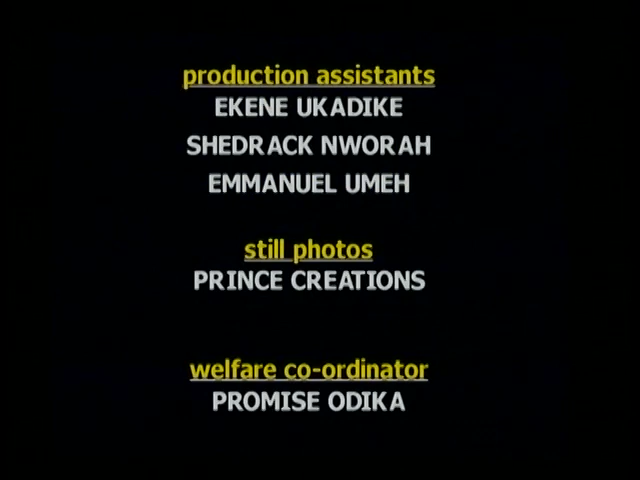 production assistants
EKENE UKADIKE
SHEDRACK NWORAH
EMMANUEL UMEH
still photos
PRINCE CREATIONS
welfare co-ordinator
PROMISE ODIKA